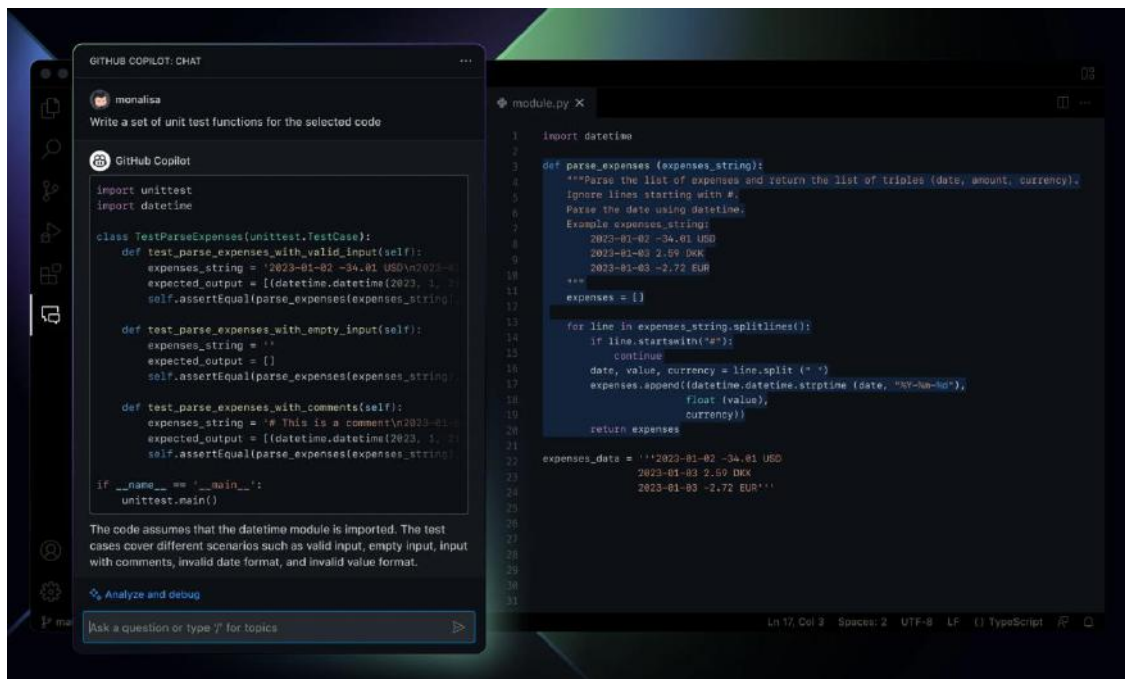 GITHUB COPILOT: CHAT
monalisa
Write a set of unit test functions for the selected code
GitHub Copilot
import unittest
import datetime
class TestParseExpenses(unittest.TestCase):
def test_parse_expenses_with_valid_input(self):
expenses_string = '2023-01-02 -34.01 USD\n2023-
expected_output = [(datetime.datetime(2023, 1,
self.assertEqual(parse_expenses(expenses_string)
def test_parse_expenses_with_empty_input(self):
expenses_string = ''
expected_output = []
self.assertEqual(parse_expenses(expenses_string)
def test_parse_expenses_with_comments(self):
expenses_string = '# This is a comment\n2023-01-
expected_output = [(datetime.datetime(2023, 1,
self.assertEqual(parse_expenses(expenses_string)
if __name__ == '__main__':
unittest.main()
The code assumes that the datetime module is imported. The test
cases cover different scenarios such as valid input, empty input, input
with comments, invalid date format, and invalid value format.
Analyze and debug
Ask a question or type '/' for topics
module.py
1 import datetime
2
3 def parse_expenses (expenses_string):
4 """Parse the list of expenses and return the list of triples (date, amount, currency).
5 Ignore lines starting with #.
6 Parse the date using datetime.
7 Example expenses_string:
8 2023-01-02 -34.01 USD
9 2023-01-03 2.59 DKK
10 2023-01-03 -2.72 EUR
11 """
12 expenses = []
13 for line in expenses_string.splitlines():
14 if line.startswith("#"):
15 continue
16 date, value, currency = line.split (" ")
17 expenses.append((datetime.datetime.strptime (date, "%Y-%m-%d"),
18 float (value),
19 currency))
20 return expenses
21
22 expenses_data = '''2023-01-02 -34.01 USD
23 2023-01-03 2.59 DKK
24 2023-01-03 -2.72 EUR'''
25
26
27
28
29
30
31
Ln 17, Col 3 Spaces: 2 UTF-8 LF {} TypeScript